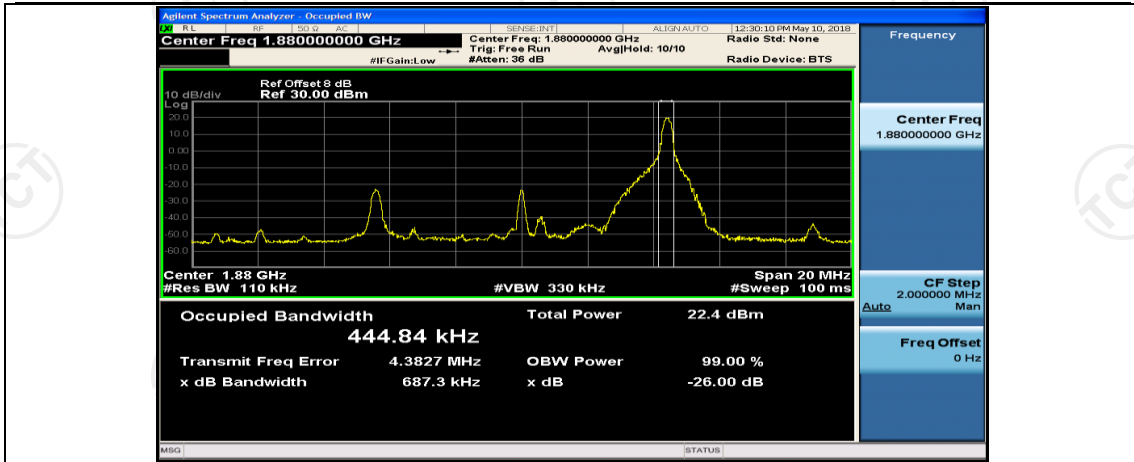 Agilent Spectrum Analyzer - Occupied BW
LXI RL RF 50 Ω AC SENSE:INT ALIGN AUTO 12:30:10 PM May 10, 2018
Center Freq 1.880000000 GHz
Center Freq: 1.880000000 GHz
Radio Std: None
Trig: Free Run Avg|Hold: 10/10
#IFGain:Low #Atten: 36 dB Radio Device: BTS
Ref Offset 8 dB
10 dB/div Ref 30.00 dBm
Log
20.0
10.0
0.00
-10.0
-20.0
-30.0
-40.0
-50.0
-60.0
Center 1.88 GHz Span 20 MHz
#Res BW 110 kHz #VBW 330 kHz #Sweep 100 ms
Occupied Bandwidth Total Power 22.4 dBm
444.84 kHz
Transmit Freq Error 4.3827 MHz OBW Power 99.00 %
x dB Bandwidth 687.3 kHz x dB -26.00 dB
MSG STATUS
Frequency
Center Freq
1.880000000 GHz
CF Step
2.000000 MHz
Auto Man
Freq Offset
0 Hz
TCT
TCT